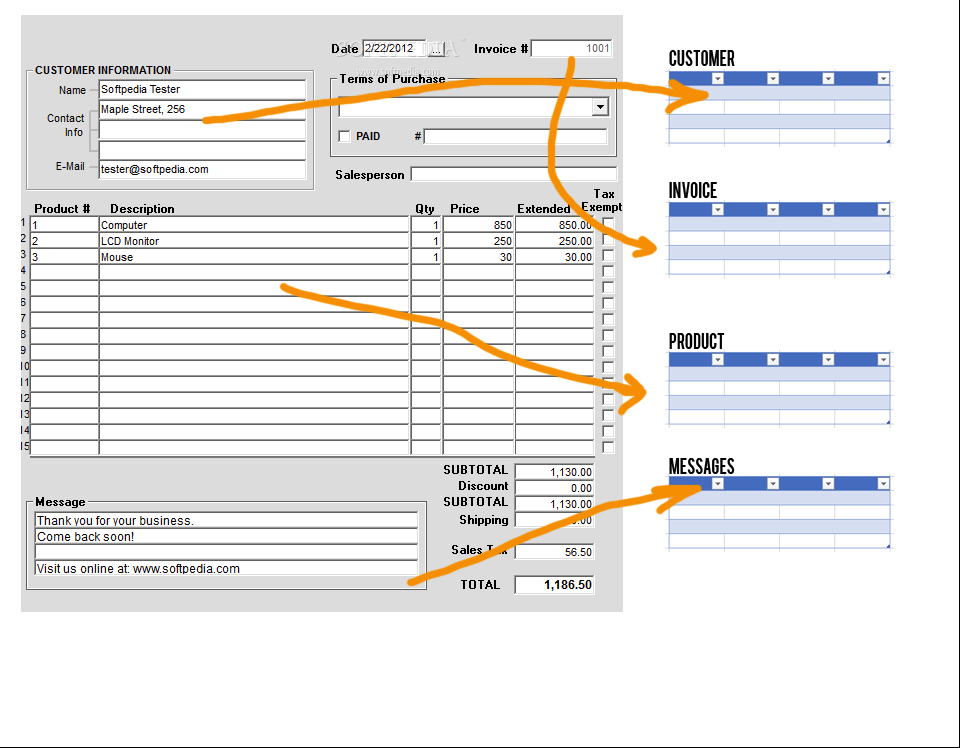 Date 2/22/2012 ... Invoice # 1001
CUSTOMER INFORMATION
Name Softpedia Tester
Contact Info Maple Street, 256
E-Mail tester@softpedia.com
Terms of Purchase
PAID #
Salesperson
Product # Description Qty Price Extended Tax Exempt
1 1 Computer 1 850 850.00
2 2 LCD Monitor 1 250 250.00
3 3 Mouse 1 30 30.00
4
5
6
7
8
9
10
11
12
13
14
15
SUBTOTAL 1,130.00
Discount 0.00
SUBTOTAL 1,130.00
Shipping
Sales Tax 56.50
TOTAL 1,186.50
Message
Thank you for your business.
Come back soon!
Visit us online at: www.softpedia.com
CUSTOMER
INVOICE
PRODUCT
MESSAGES